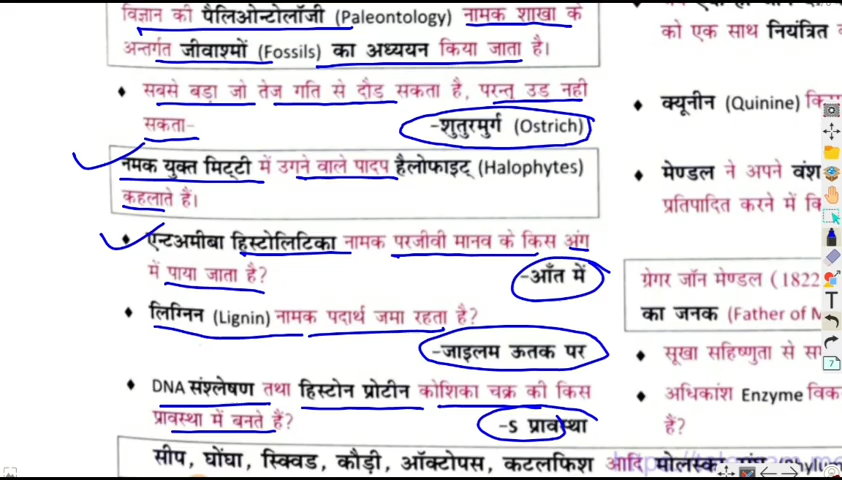 विज्ञान की पैलिओन्टोलॉजी (Paleontology) नामक शाखा के
अन्तर्गत जीवाश्मों (Fossils) का अध्ययन किया जाता है।
♦ सबसे बड़ा जो तेज गति से दौड़ सकता है, परन्तु उड़ नही
सकता-
-शुतुरमुर्ग (Ostrich)
नमक युक्त मिट्टी में उगने वाले पादप हैलोफाइट् (Halophytes)
कहलाते हैं।
♦ एन्टअमीबा हिस्टोलिटिका नामक परजीवी मानव के किस अंग
में पाया जाता है?
-आँत में
♦ लिग्निन (Lignin) नामक पदार्थ जमा रहता है?
-जाइलम ऊतक पर
♦ DNA संश्लेषण तथा हिस्टोन प्रोटीन कोशिका चक्र की किस
प्रावस्था में बनते हैं?
-S प्रावस्था
सीप, घोंघा, स्क्विड, कौड़ी, ऑक्टोपस, कटलफिश आदि मोलस्का
को एक साथ नियंत्रित
♦ क्यूनीन (Quinine)
♦ मेण्डल ने अपने वंश
प्रतिपादित करने में
ग्रेगर जॉन मेण्डल (1822
का जनक (Father of
♦ सूखा सहिष्णुता से
♦ अधिकांश Enzyme
हैं?
T
7